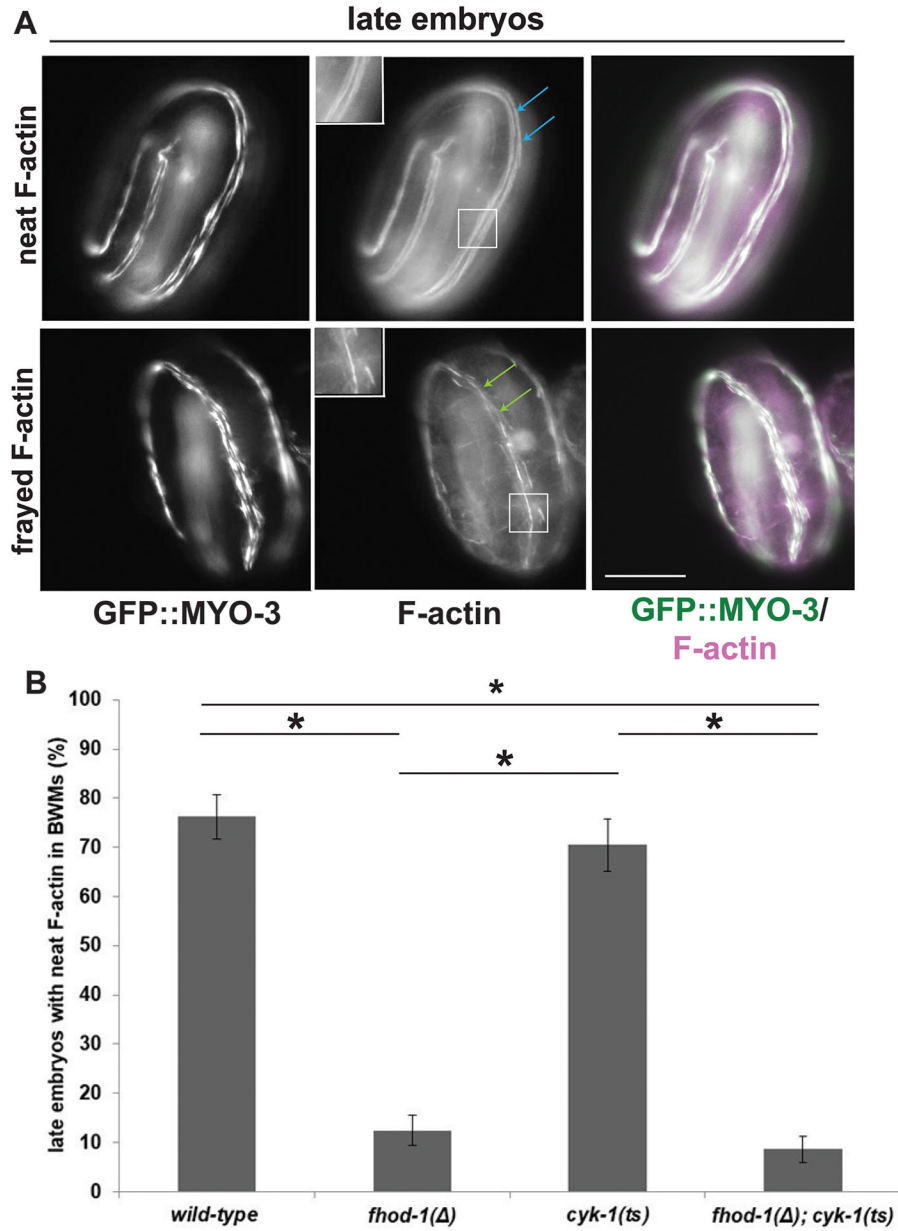 A
late embryos
neat F-actin
frayed F-actin
GFP::MYO-3
F-actin
GFP::MYO-3/
F-actin
B
late embryos with neat F-actin in BWMs (%)
100
90
80
70
60
50
40
30
20
10
0
*
*
*
*
wild-type
fhod-1(Δ)
cyk-1(ts)
fhod-1(Δ); cyk-1(ts)